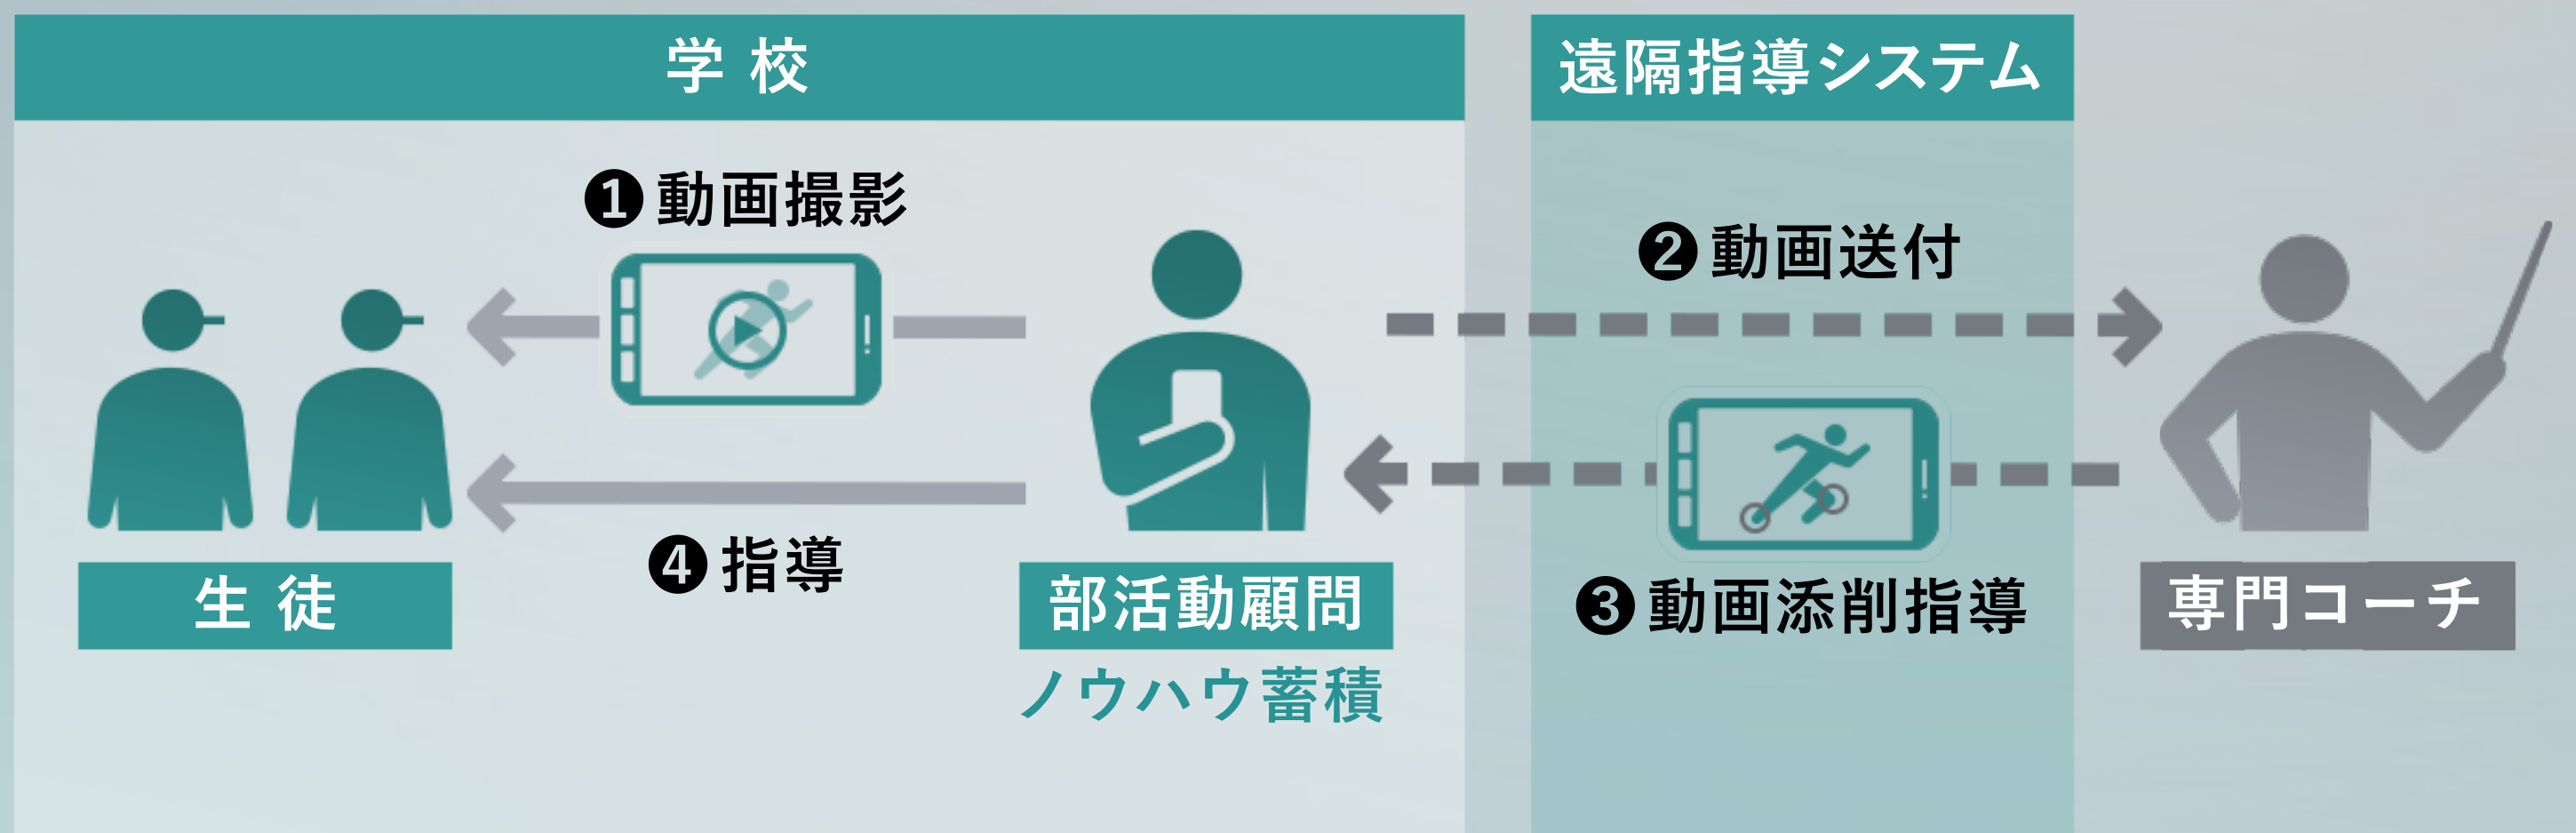 学校
遠隔指導システム
❶動画撮影
❷動画送付
❸動画添削指導
❹指導
生徒
部活動顧問
ノウハウ蓄積
専門コーチ